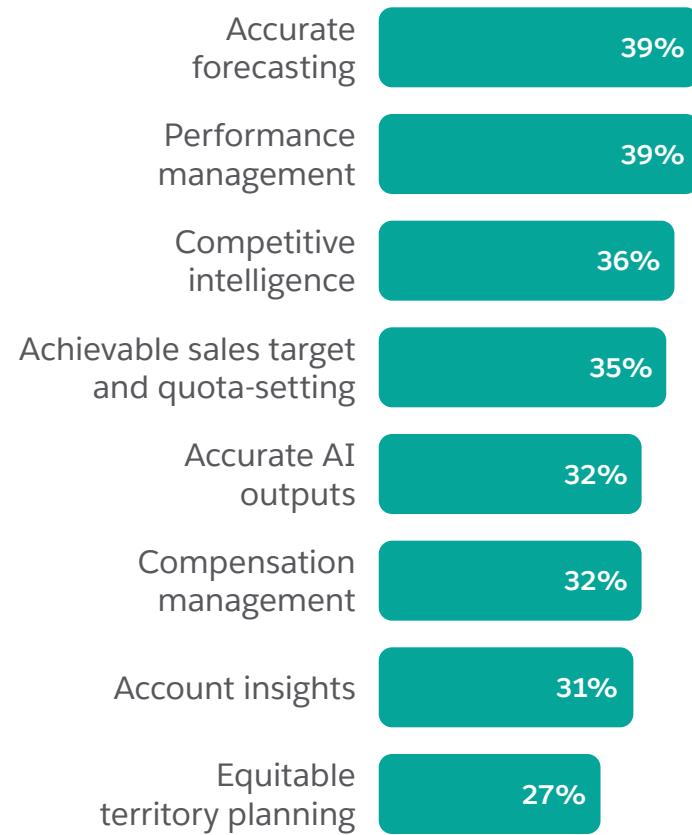 Accurate
forecasting
39%
Performance
management
39%
Competitive
intelligence
36%
Achievable sales target
and quota-setting
35%
Accurate AI
outputs
32%
Compensation
management
32%
Account insights
31%
Equitable
territory planning
27%